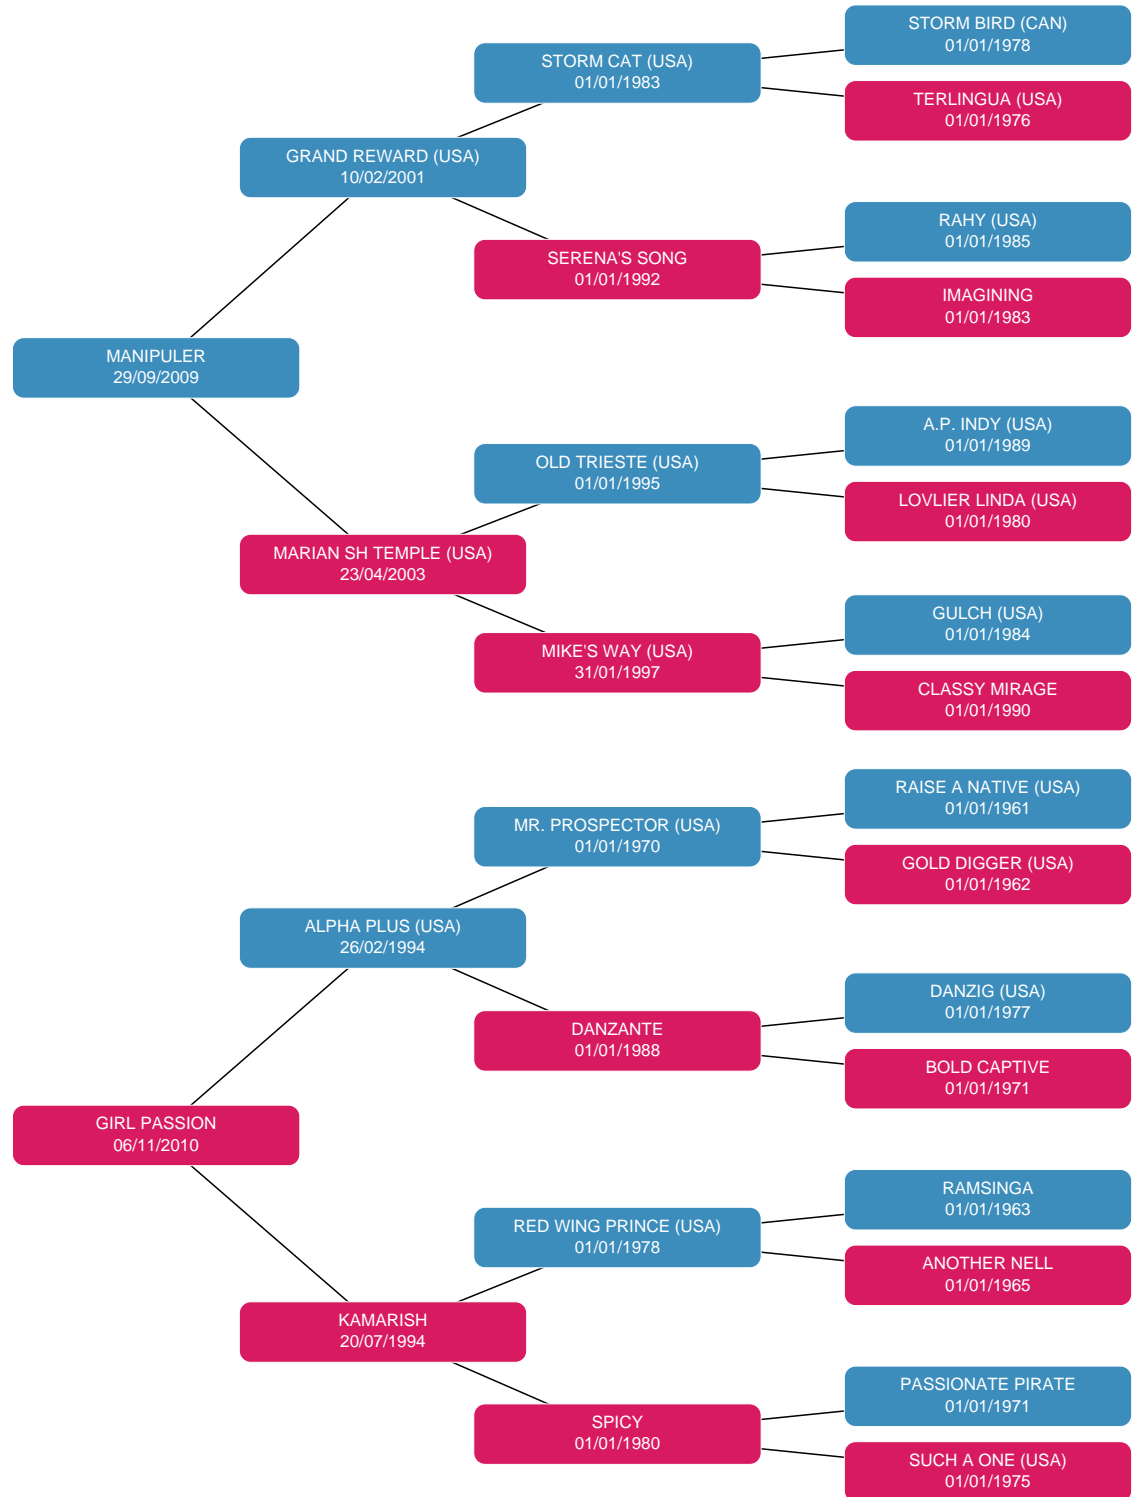 STORM BIRD (CAN)
01/01/1978
STORM CAT (USA)
01/01/1983
TERLINGUA (USA)
01/01/1976
GRAND REWARD (USA)
10/02/2001
RAHY (USA)
01/01/1985
SERENA'S SONG
01/01/1992
IMAGINING
01/01/1983
MANIPULER
29/09/2009
A.P. INDY (USA)
01/01/1989
OLD TRIESTE (USA)
01/01/1995
LOVLIER LINDA (USA)
01/01/1980
MARIAN SH TEMPLE (USA)
23/04/2003
GULCH (USA)
01/01/1984
MIKE'S WAY (USA)
31/01/1997
CLASSY MIRAGE
01/01/1990
RAISE A NATIVE (USA)
01/01/1961
MR. PROSPECTOR (USA)
01/01/1970
GOLD DIGGER (USA)
01/01/1962
ALPHA PLUS (USA)
26/02/1994
DANZIG (USA)
01/01/1977
DANZANTE
01/01/1988
BOLD CAPTIVE
01/01/1971
GIRL PASSION
06/11/2010
RAMSINGA
01/01/1963
RED WING PRINCE (USA)
01/01/1978
ANOTHER NELL
01/01/1965
KAMARISH
20/07/1994
PASSIONATE PIRATE
01/01/1971
SPICY
01/01/1980
SUCH A ONE (USA)
01/01/1975